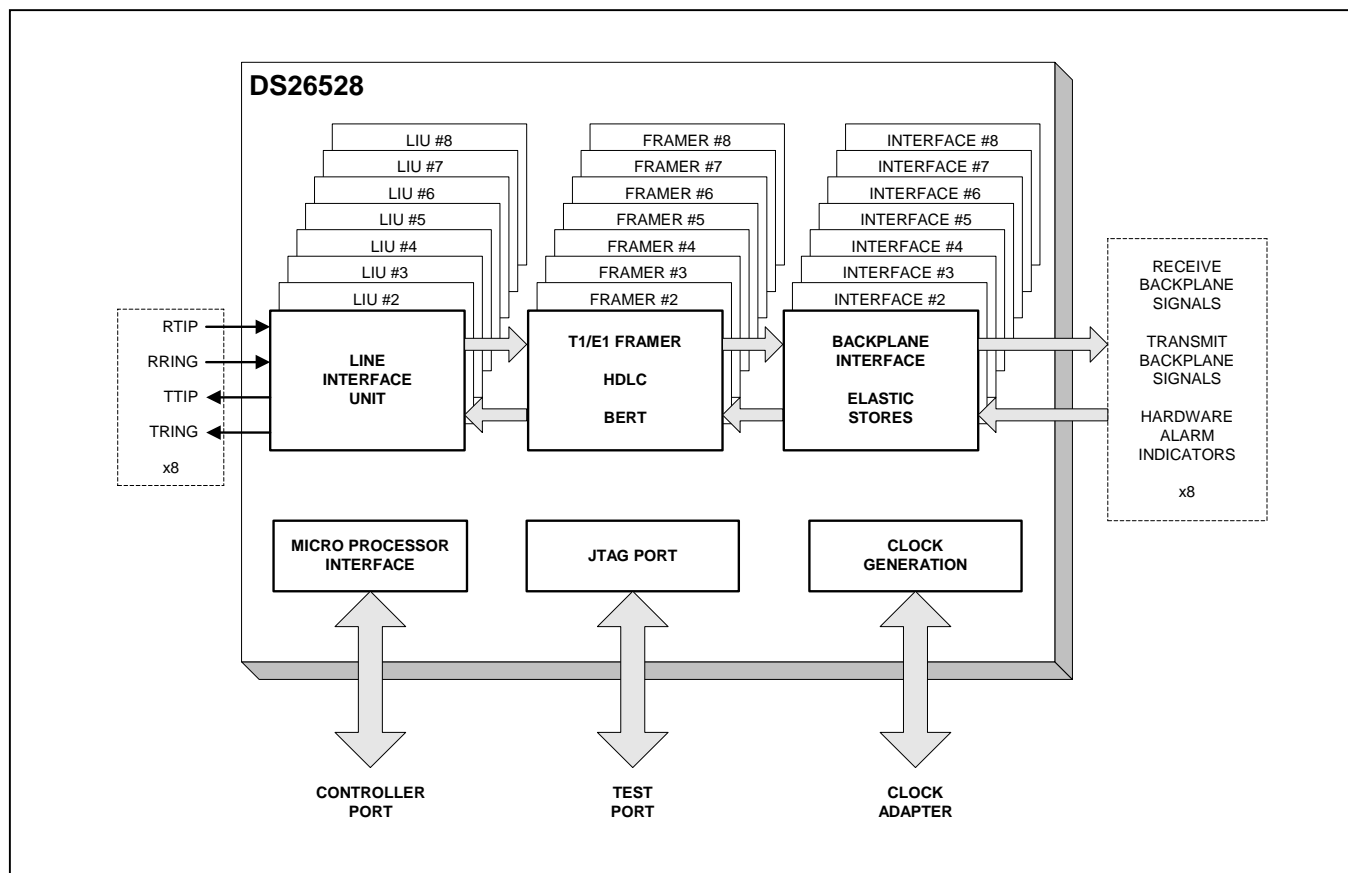 DS26528
LIU #8
LIU #7
LIU #6
LIU #5
LIU #4
LIU #3
LIU #2
LINE
INTERFACE
UNIT
FRAMER #8
FRAMER #7
FRAMER #6
FRAMER #5
FRAMER #4
FRAMER #3
FRAMER #2
T1/E1 FRAMER
HDLC
BERT
INTERFACE #8
INTERFACE #7
INTERFACE #6
INTERFACE #5
INTERFACE #4
INTERFACE #3
INTERFACE #2
BACKPLANE
INTERFACE
ELASTIC
STORES
RTIP
RRING
TTIP
TRING
x8
RECEIVE
BACKPLANE
SIGNALS
TRANSMIT
BACKPLANE
SIGNALS
HARDWARE
ALARM
INDICATORS
x8
MICRO PROCESSOR
INTERFACE
JTAG PORT
CLOCK
GENERATION
CONTROLLER
PORT
TEST
PORT
CLOCK
ADAPTER